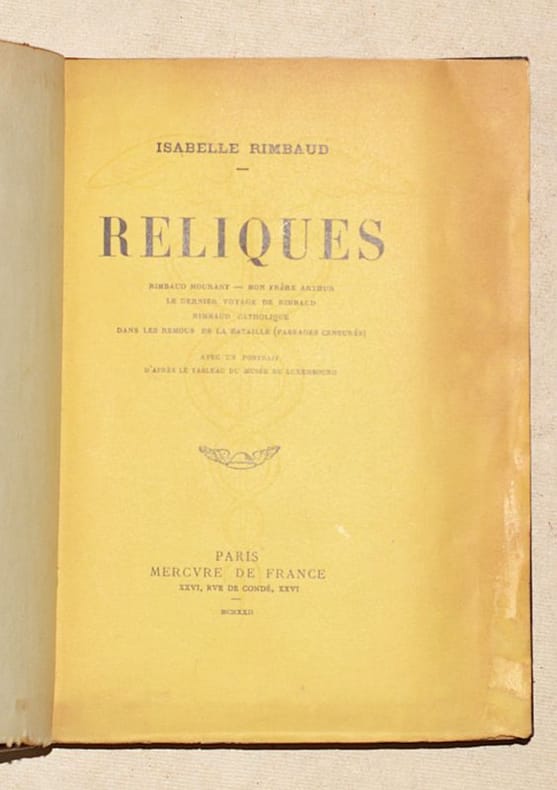 ISABELLE RIMBAUD
—
RELIQUES
RIMBAUD MOURANT — MON FRÈRE ARTHUR
LE DERNIER VOYAGE DE RIMBAUD
RIMBAUD CATHOLIQUE
DANS LES REMOUS DE LA BATAILLE (PASSAGES CENSURÉS)
AVEC UN PORTRAIT
D'APRÈS LE TABLEAU DU MUSÉE DU LUXEMBOURG
PARIS
MERCVRE DE FRANCE
XXVI, RVE DE CONDÉ, XXVI
—
MCMXXII